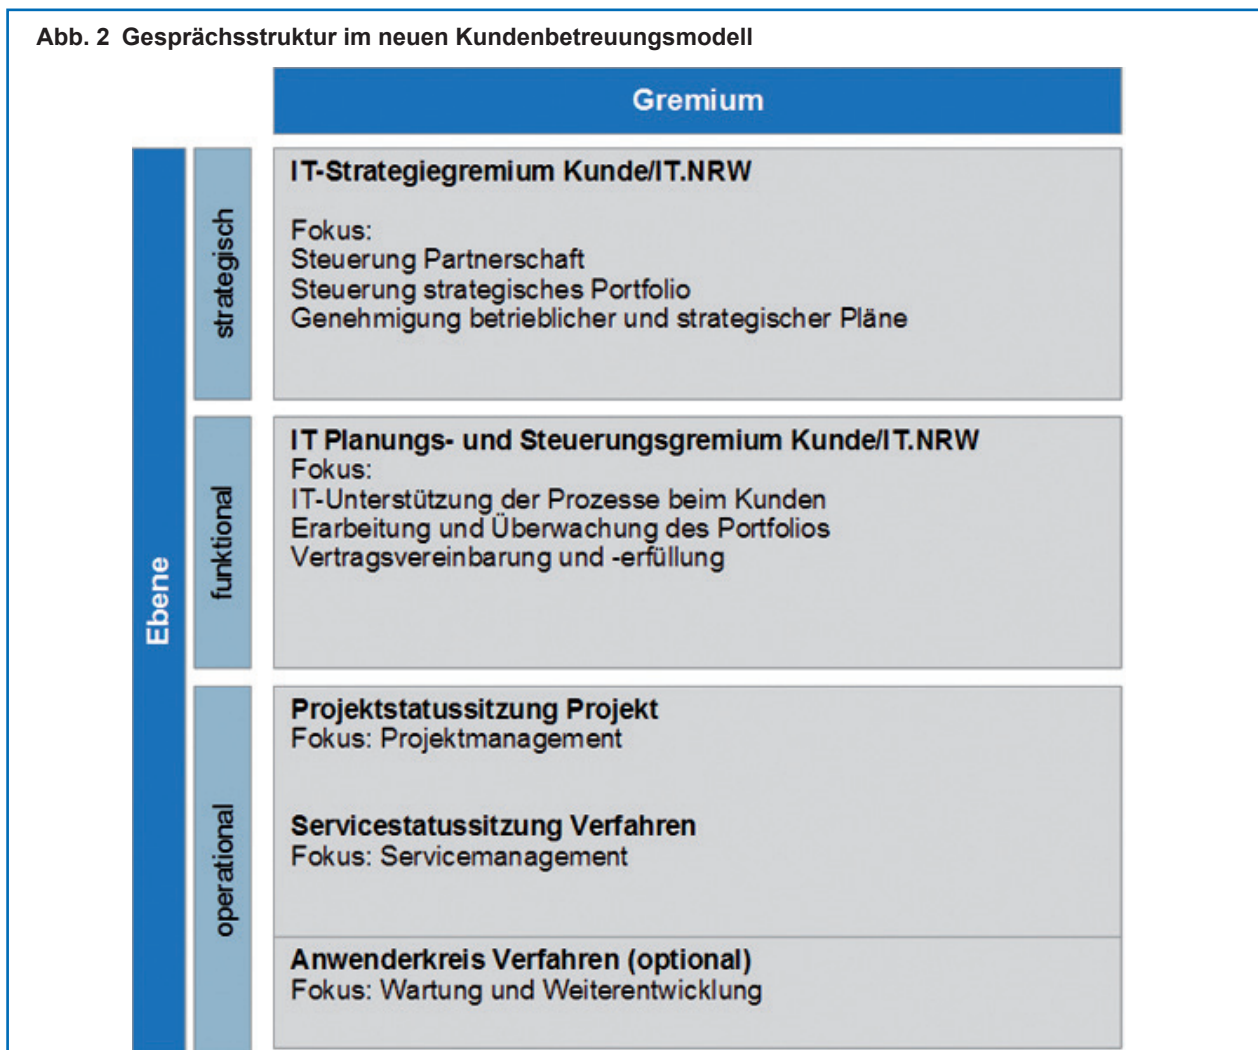 Abb. 2 Gesprächsstruktur im neuen Kundenbetreuungsmodell
Gremium
Ebene
strategisch
IT-Strategiegremium Kunde/IT.NRW
Fokus:
Steuerung Partnerschaft
Steuerung strategisches Portfolio
Genehmigung betrieblicher und strategischer Pläne
funktional
IT Planungs- und Steuerungsgremium Kunde/IT.NRW
Fokus:
IT-Unterstützung der Prozesse beim Kunden
Erarbeitung und Überwachung des Portfolios
Vertragsvereinbarung und -erfüllung
operational
Projektstatussitzung Projekt
Fokus: Projektmanagement
Servicestatussitzung Verfahren
Fokus: Servicemanagement
Anwenderkreis Verfahren (optional)
Fokus: Wartung und Weiterentwicklung